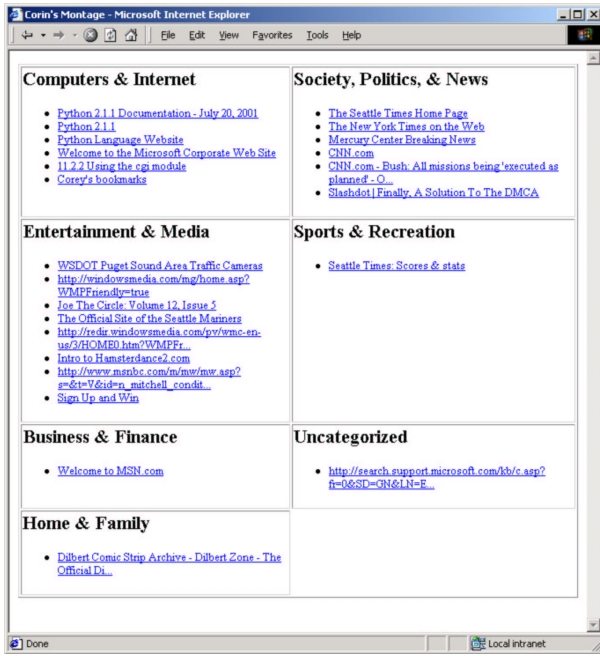 Corin's Montage - Microsoft Internet Explorer
File Edit View Favorites Tools Help
Computers & Internet
Python 2.1.1 Documentation - July 20, 2001
Python 2.1.1
Python Language Website
Welcome to the Microsoft Corporate Web Site
11.2.2 Using the cgi module
Corey's bookmarks
Society, Politics, & News
The Seattle Times Home Page
The New York Times on the Web
Mercury Center Breaking News
CNN.com
CNN.com - Bush: All missions being 'executed as
planned' - O...
Slashdot | Finally, A Solution To The DMCA
Entertainment & Media
WSDOT Puget Sound Area Traffic Cameras
http://windowsmedia.com/mg/home.asp?
WMPFriendly=true
Joe The Circle: Volume 12, Issue 5
The Official Site of the Seattle Mariners
http://redir.windowsmedia.com/pv/wmc-en-
us/3/HOME0.htm?WMPFr...
Intro to Hamsterdance2.com
http://www.msnbc.com/m/mw/mw.asp?
s=&t=V&id=n_mitchell_condit...
Sign Up and Win
Sports & Recreation
Seattle Times: Scores & stats
Business & Finance
Welcome to MSN.com
Uncategorized
http://search.support.microsoft.com/kb/c.asp?
fr=0&SD=GN&LN=E...
Home & Family
Dilbert Comic Strip Archive - Dilbert Zone - The
Official Di...
Done
Local intranet